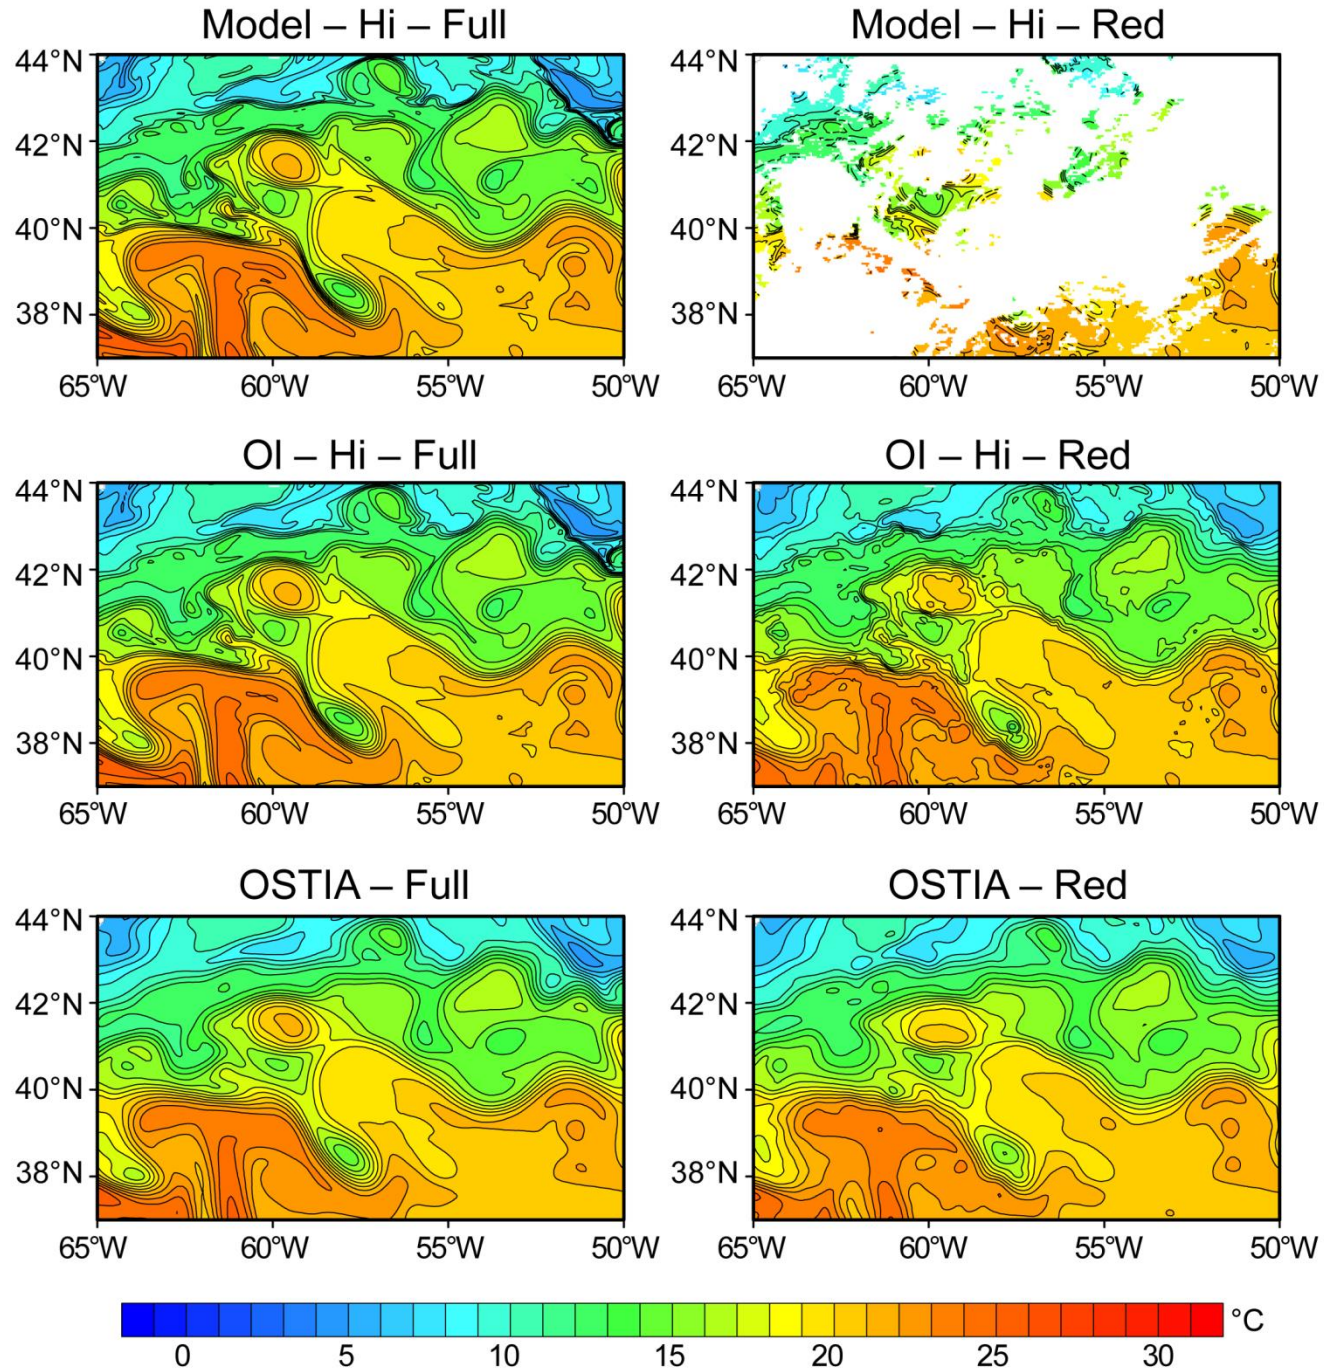 Model – Hi – Full
Model – Hi – Red
44°N
42°N
40°N
38°N
65°W 60°W 55°W 50°W
44°N
42°N
40°N
38°N
65°W 60°W 55°W 50°W
OI – Hi – Full
OI – Hi – Red
44°N
42°N
40°N
38°N
65°W 60°W 55°W 50°W
44°N
42°N
40°N
38°N
65°W 60°W 55°W 50°W
OSTIA – Full
OSTIA – Red
44°N
42°N
40°N
38°N
65°W 60°W 55°W 50°W
44°N
42°N
40°N
38°N
65°W 60°W 55°W 50°W
°C
0 5 10 15 20 25 30